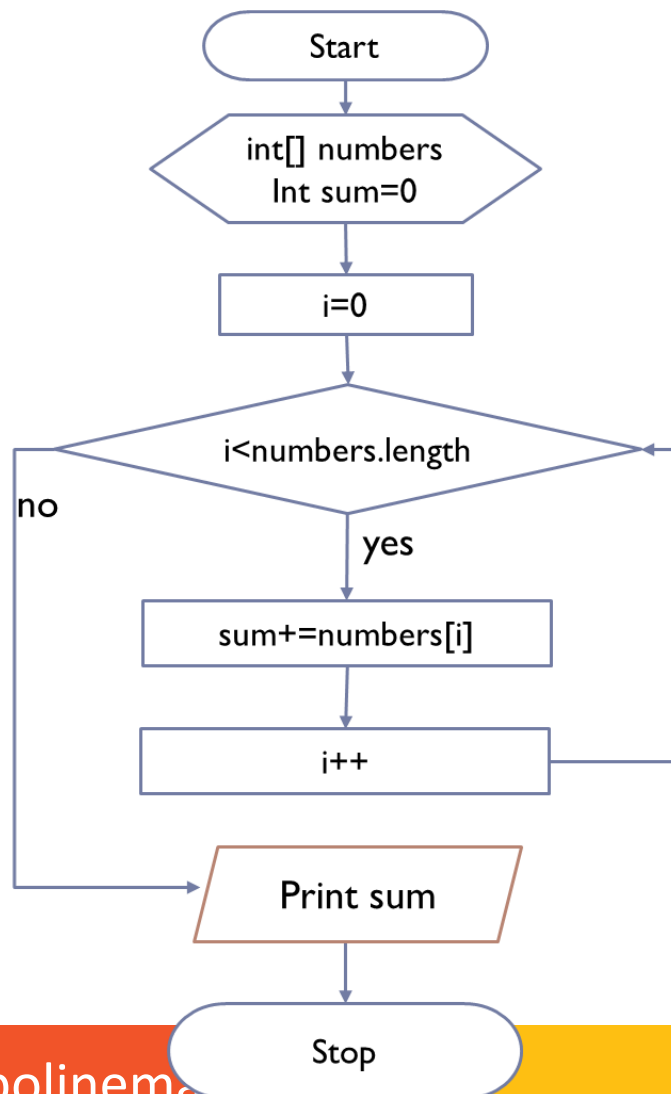 Start
int[] numbers
Int sum=0
i=0
i<numbers.length
no
yes
sum+=numbers[i]
i++
Print sum
Stop